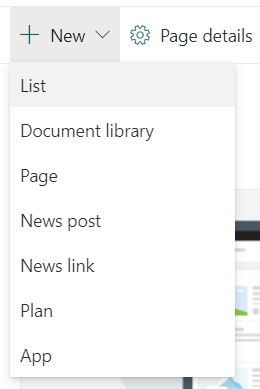 New
Page details
List
Document library
Page
News post
News link
Plan
App